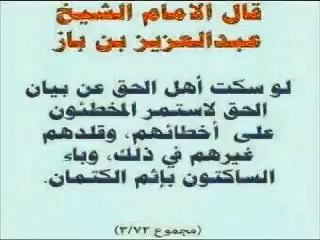 قال الامام الشيخ
عبدالعزيز بن باز
لو سكت أهل الحق عن بيان
الحق لاستمر المخطئون
على أخطائهم، وقلدهم
غيرهم في ذلك، وباء
الساكتون بإثم الكتمان.
(مجموع ٣/٧٢)